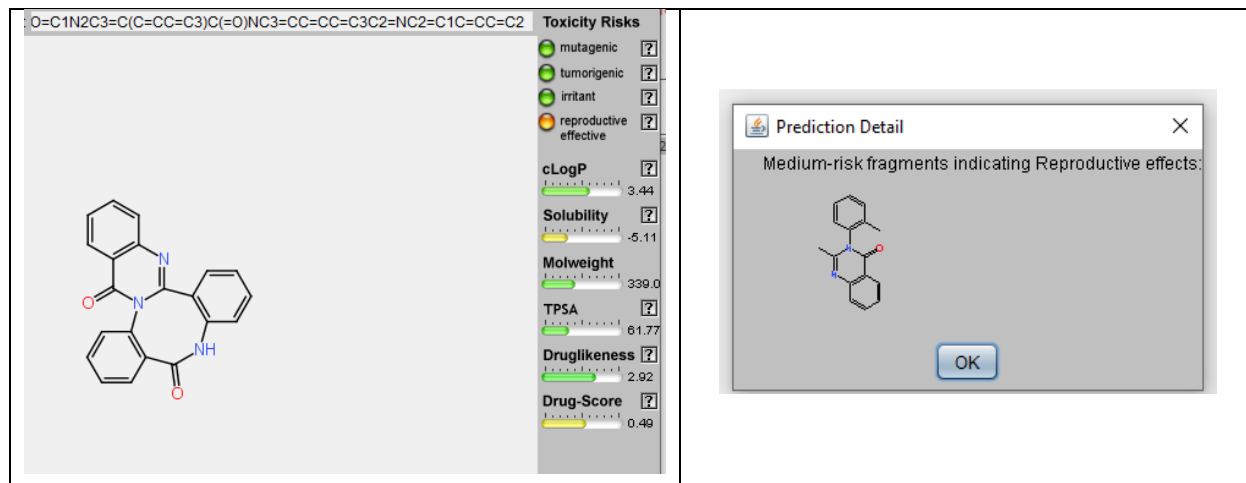 : O=C1N2C3=C(C=CC=C3)C(=O)NC3=CC=CC=C3C2=NC2=C1C=CC=C2
Toxicity Risks
mutagenic ?
tumorigenic ?
irritant ?
reproductive ?
effective
cLogP ?
3.44
Solubility ?
-5.11
Molweight
339.0
TPSA ?
61.77
Druglikeness ?
2.92
Drug-Score ?
0.49
N
N
O
NH
O
Prediction Detail
Medium-risk fragments indicating Reproductive effects:
N
O
N
OK